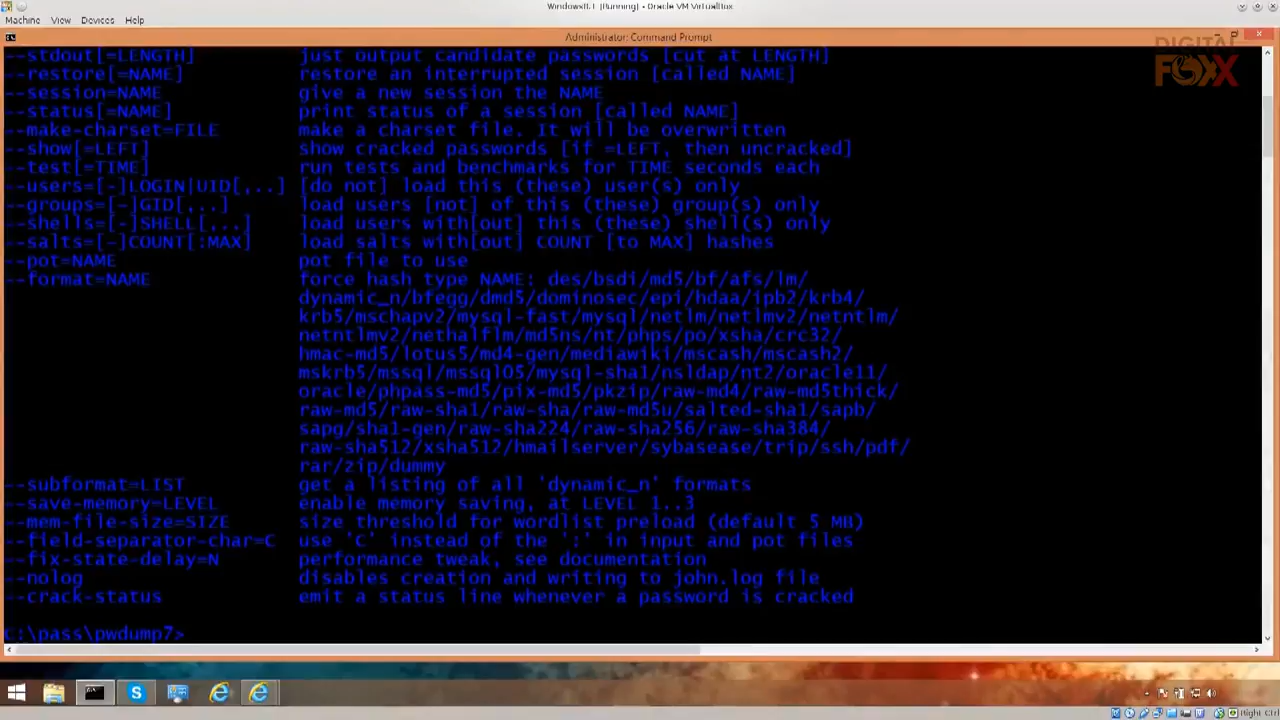 Windows8.1 [Running] - Oracle VM VirtualBox
Machine View Devices Help
Administrator: Command Prompt
DIGITAL
FOXX
--stdout[=LENGTH] just output candidate passwords [cut at LENGTH]
--restore[=NAME] restore an interrupted session [called NAME]
--session=NAME give a new session the NAME
--status[=NAME] print status of a session [called NAME]
--make-charset=FILE make a charset file. It will be overwritten
--show[=LEFT] show cracked passwords [if =LEFT, then uncracked]
--test[=TIME] run tests and benchmarks for TIME seconds each
--users=[-]LOGIN|UID[,..] [do not] load this (these) user(s) only
--groups=[-]GID[,..] load users [not] of this (these) group(s) only
--shells=[-]SHELL[,..] load users with[out] this (these) shell(s) only
--salts=[-]COUNT[:MAX] load salts with[out] COUNT [to MAX] hashes
--pot=NAME pot file to use
--format=NAME force hash type NAME: des/bsdi/md5/bf/afs/lm/
dynamic_n/bfegg/dmd5/dominosec/epi/hdaa/ipb2/krb4/
krb5/mschapv2/mysql-fast/mysql/netlm/netlmv2/netntlm/
netntlmv2/nethalflm/md5ns/nt/phps/po/xsha/crc32/
hmac-md5/lotus5/md4-gen/mediawiki/mscash/mscash2/
mskrb5/mssql/mssql05/mysql-sha1/nsldap/nt2/oracle11/
oracle/phpass-md5/pix-md5/pkzip/raw-md4/raw-md5thick/
raw-md5/raw-sha1/raw-sha/raw-md5u/salted-sha1/sapb/
sapg/sha1-gen/raw-sha224/raw-sha256/raw-sha384/
raw-sha512/xsha512/hmailserver/sybasease/trip/ssh/pdf/
rar/zip/dummy
--subformat=LIST get a listing of all 'dynamic_n' formats
--save-memory=LEVEL enable memory saving, at LEVEL 1..3
--mem-file-size=SIZE size threshold for wordlist preload (default 5 MB)
--field-separator-char=C use 'C' instead of the ':' in input and pot files
--fix-state-delay=N performance tweak, see documentation
--nolog disables creation and writing to john.log file
--crack-status emit a status line whenever a password is cracked
c:\pass\pwdump7>
Right Ctrl